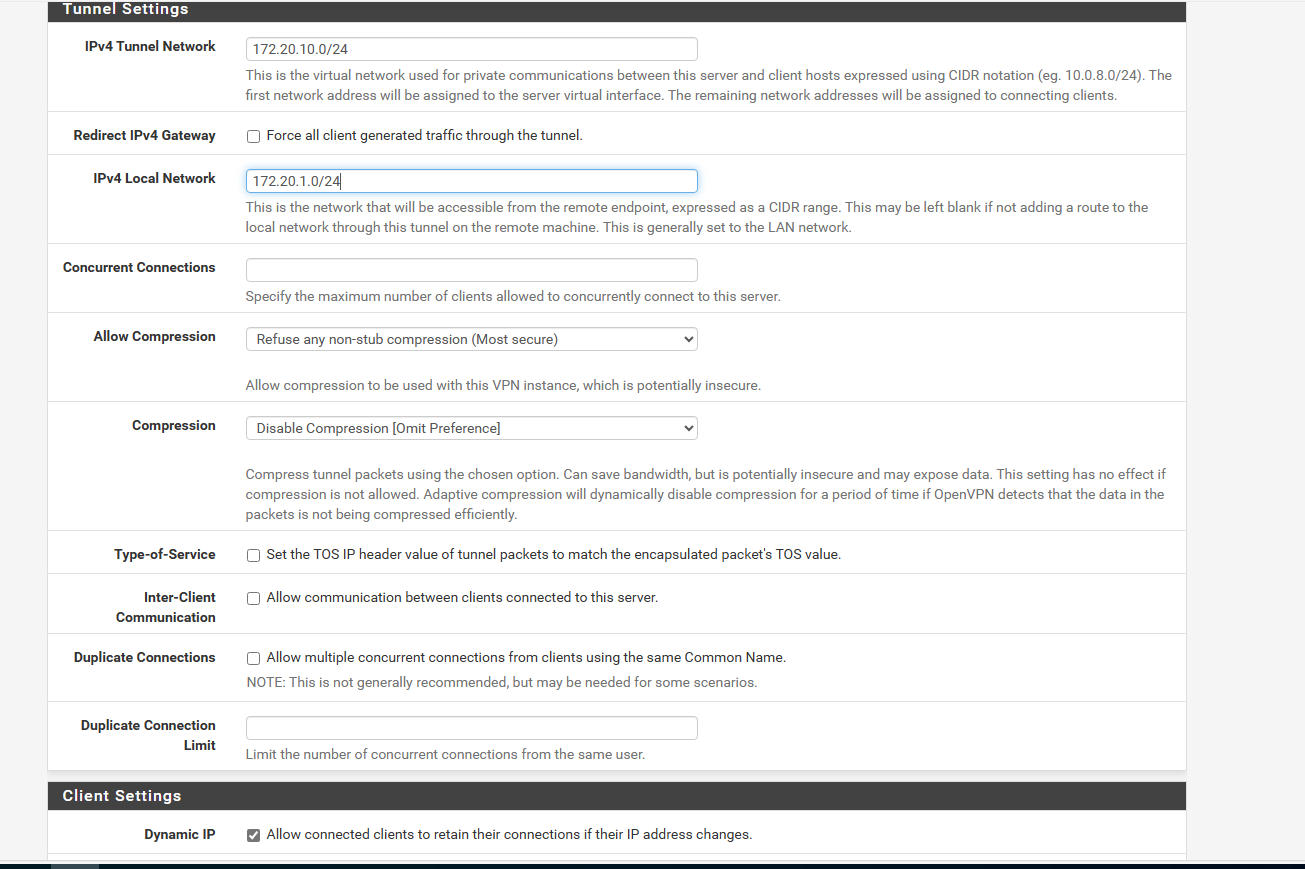 Tunnel Settings
IPv4 Tunnel Network
172.20.10.0/24
This is the virtual network used for private communications between this server and client hosts expressed using CIDR notation (eg. 10.0.8.0/24). The
first network address will be assigned to the server virtual interface. The remaining network addresses will be assigned to connecting clients.
Redirect IPv4 Gateway
Force all client generated traffic through the tunnel.
IPv4 Local Network
172.20.1.0/24
This is the network that will be accessible from the remote endpoint, expressed as a CIDR range. This may be left blank if not adding a route to the
local network through this tunnel on the remote machine. This is generally set to the LAN network.
Concurrent Connections
Specify the maximum number of clients allowed to concurrently connect to this server.
Allow Compression
Refuse any non-stub compression (Most secure)
Allow compression to be used with this VPN instance, which is potentially insecure.
Compression
Disable Compression [Omit Preference]
Compress tunnel packets using the chosen option. Can save bandwidth, but is potentially insecure and may expose data. This setting has no effect if
compression is not allowed. Adaptive compression will dynamically disable compression for a period of time if OpenVPN detects that the data in the
packets is not being compressed efficiently.
Type-of-Service
Set the TOS IP header value of tunnel packets to match the encapsulated packet's TOS value.
Inter-Client
Communication
Allow communication between clients connected to this server.
Duplicate Connections
Allow multiple concurrent connections from clients using the same Common Name.
NOTE: This is not generally recommended, but may be needed for some scenarios.
Duplicate Connection
Limit
Limit the number of concurrent connections from the same user.
Client Settings
Dynamic IP
Allow connected clients to retain their connections if their IP address changes.